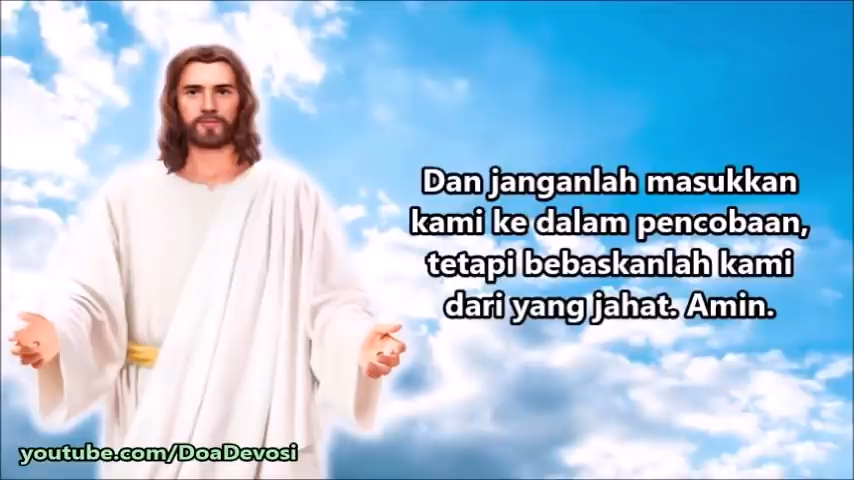 Dan janganlah masukkan
kami ke dalam pencobaan,
tetapi bebaskanlah kami
dari yang jahat. Amin.
youtube.com/DoaDevosi